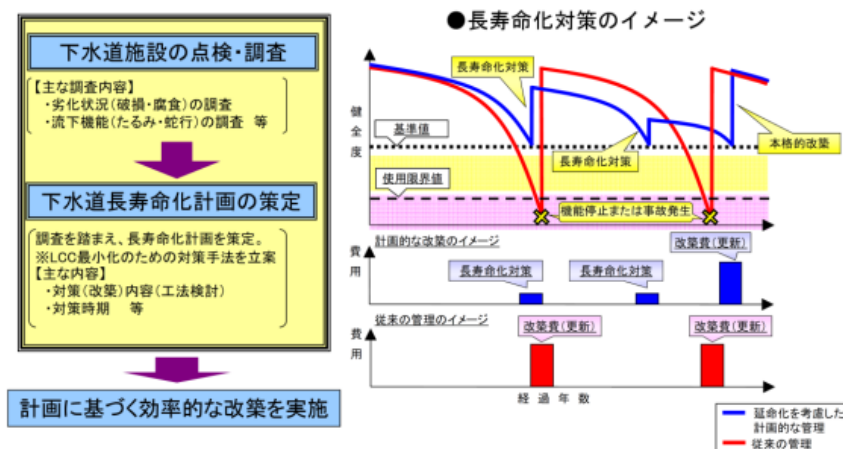 下水道施設の点検・調査
【主な調査内容】
・劣化状況（破損・腐食）の調査
・流下機能（たるみ・蛇行）の調査 等
下水道長寿命化計画の策定
調査を踏まえ、長寿命化計画を策定。
※LCC最小化のための対策手法を立案
【主な内容】
・対策（改築）内容（工法検討）
・対策時期 等
計画に基づく効率的な改築を実施
●長寿命化対策のイメージ
健全度
長寿命化対策
基準値
長寿命化対策
本格的改築
使用限界値
機能停止または事故発生
計画的な改築のイメージ
費用
長寿命化対策
長寿命化対策
改築費（更新）
従来の管理のイメージ
費用
改築費（更新）
改築費（更新）
経過年数
延命化を考慮した
計画的な管理
従来の管理